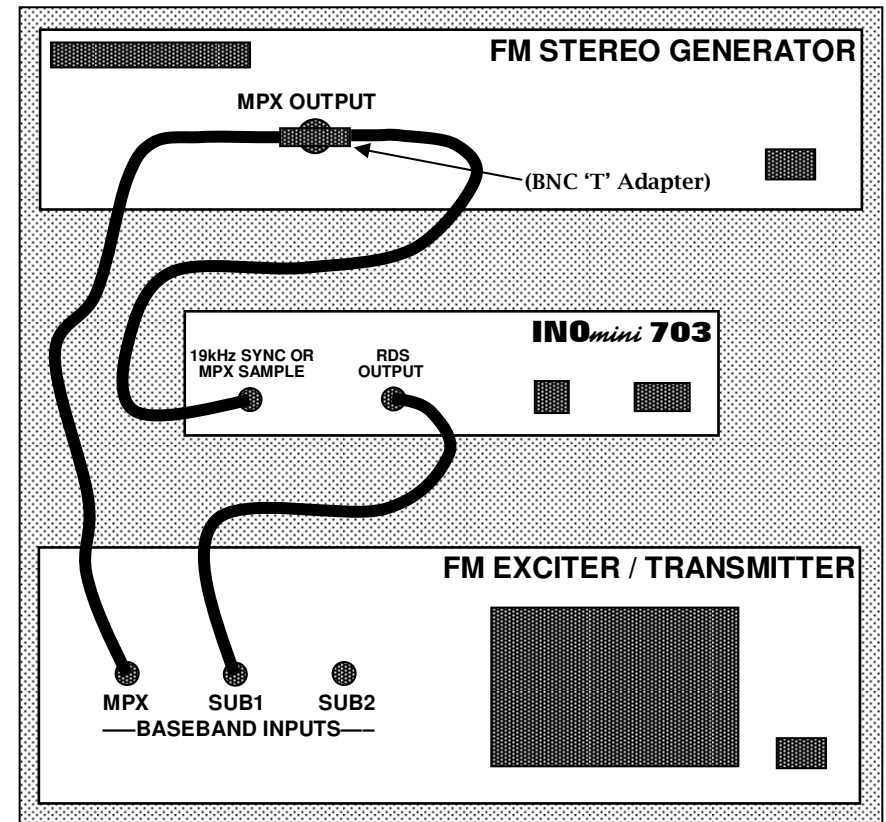 FM STEREO GENERATOR
MPX OUTPUT
(BNC ‘T’ Adapter)
INOmini 703
19kHz SYNC OR
MPX SAMPLE
RDS
OUTPUT
FM EXCITER / TRANSMITTER
MPX
SUB1
SUB2
BASEBAND INPUTS